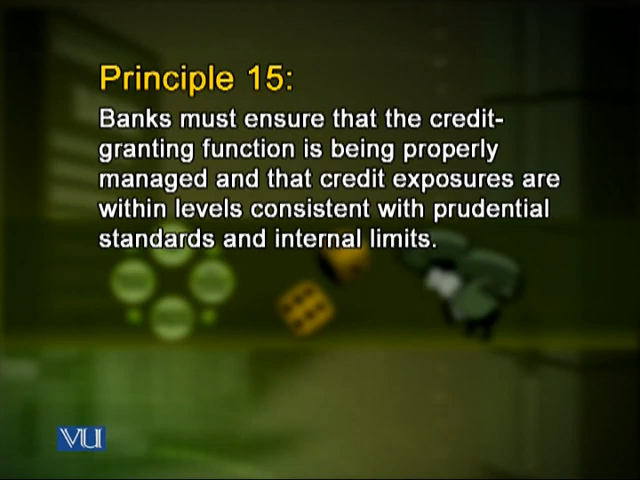 Principle 15:
Banks must ensure that the credit-
granting function is being properly
managed and that credit exposures are
within levels consistent with prudential
standards and internal limits.
VU